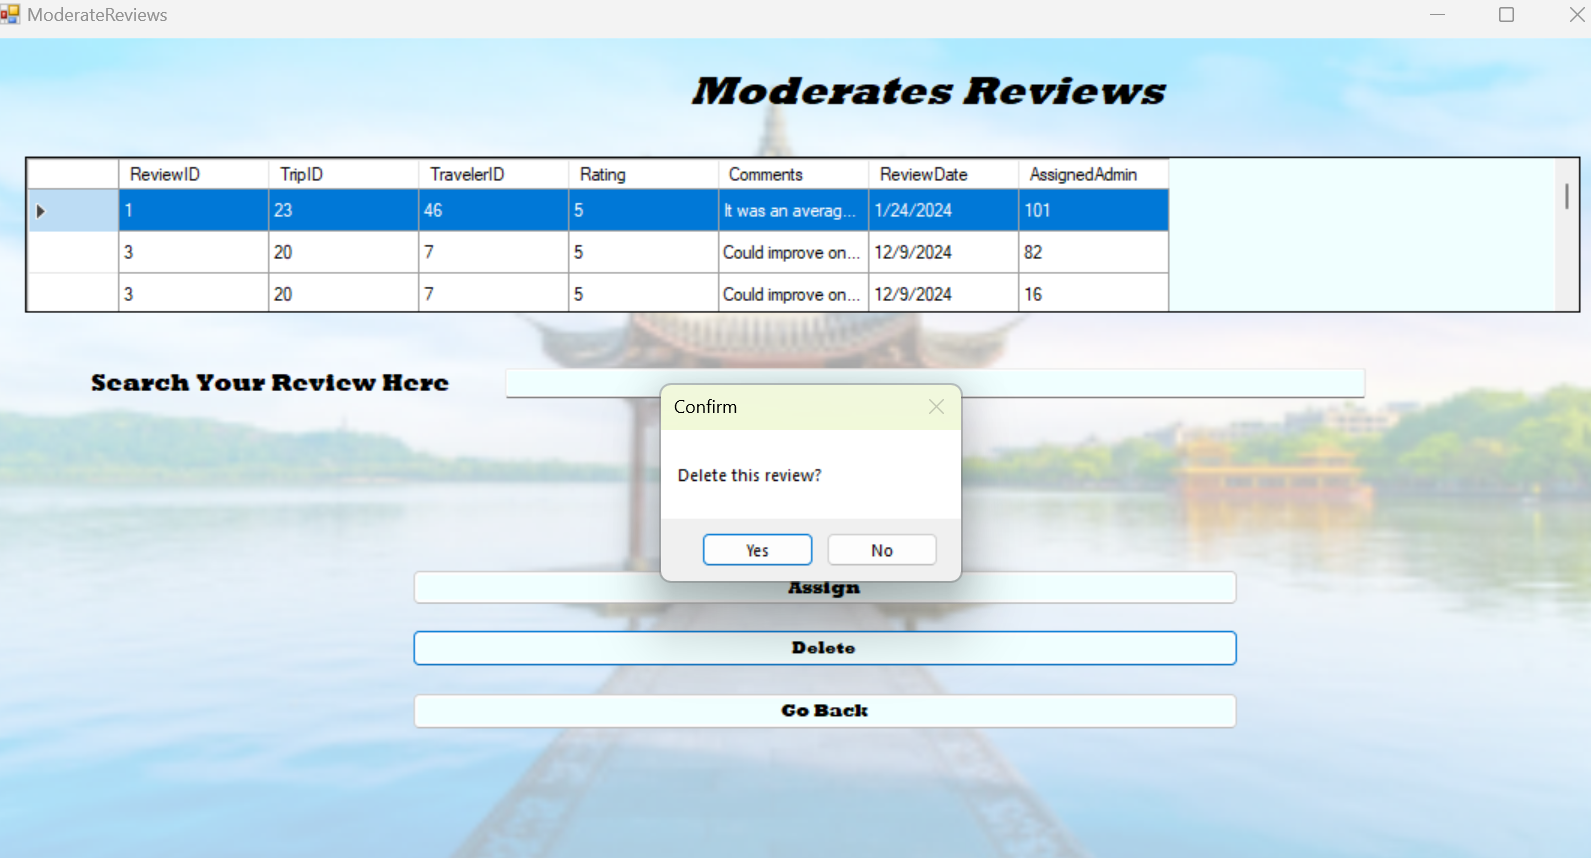 ModerateReviews
Moderates Reviews
ReviewID TripID TravelerID Rating Comments ReviewDate AssignedAdmin
1 23 46 5 It was an averag... 1/24/2024 101
3 20 7 5 Could improve on... 12/9/2024 82
3 20 7 5 Could improve on... 12/9/2024 16
Search Your Review Here
Confirm
Delete this review?
Yes No
Assign
Delete
Go Back